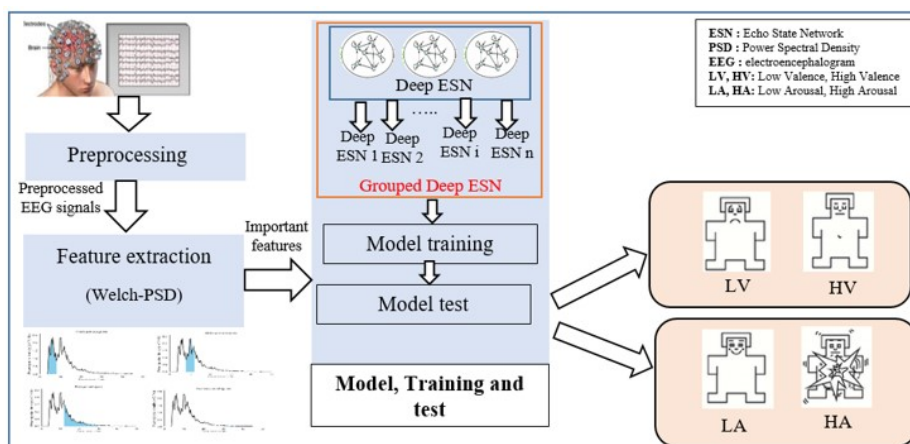 Electrodes
Brain
Preprocessing
Preprocessed
EEG signals
Feature extraction
(Welch-PSD)
Important
features
Deep ESN
.....
Deep
ESN 1
Deep
ESN 2
Deep
ESN i
Deep
ESN n
Grouped Deep ESN
Model training
Model test
Model, Training and
test
ESN : Echo State Network
PSD : Power Spectral Density
EEG : electroencephalogram
LV, HV: Low Valence, High Valence
LA, HA: Low Arousal, High Arousal
LV
HV
LA
HA